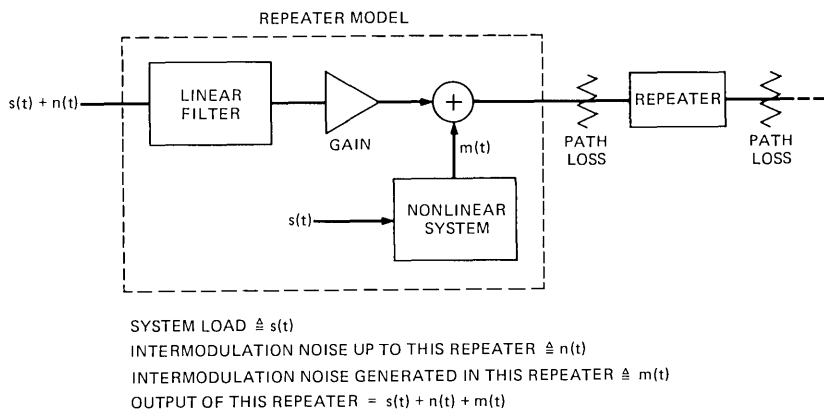 REPEATER MODEL
s(t) + n(t)
LINEAR
FILTER
GAIN
+
m(t)
s(t)
NONLINEAR
SYSTEM
PATH
LOSS
REPEATER
PATH
LOSS
SYSTEM LOAD ≜ s(t)
INTERMODULATION NOISE UP TO THIS REPEATER ≜ n(t)
INTERMODULATION NOISE GENERATED IN THIS REPEATER ≜ m(t)
OUTPUT OF THIS REPEATER = s(t) + n(t) + m(t)